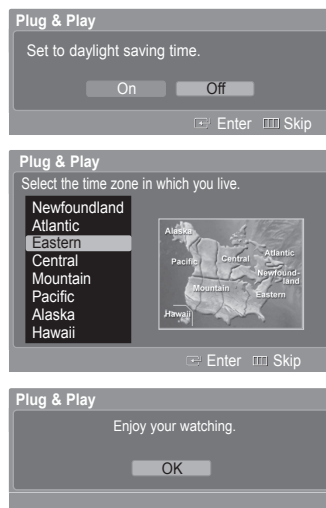 Plug & Play
Set to daylight saving time.
On Off
Enter Skip
Plug & Play
Select the time zone in which you live.
Newfoundland
Atlantic
Eastern
Central
Mountain
Pacific
Alaska
Hawaii
Alaska
Pacific Central Atlantic
Newfound-
land
Mountain Eastern
Hawaii
Enter Skip
Plug & Play
Enjoy your watching.
OK